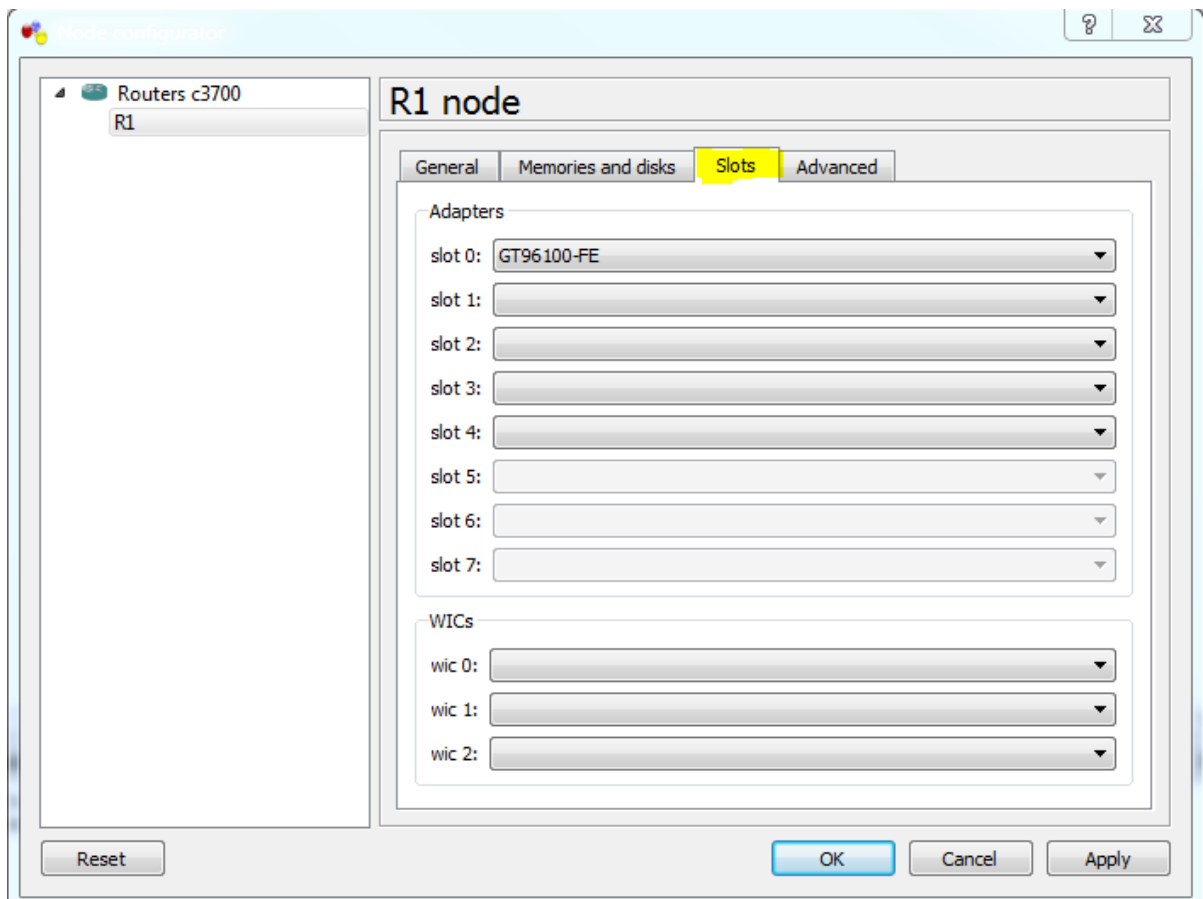 Node configurator
Routers c3700
R1
R1 node
General Memories and disks Slots Advanced
Adapters
slot 0: GT96100-FE
slot 1:
slot 2:
slot 3:
slot 4:
slot 5:
slot 6:
slot 7:
WICs
wic 0:
wic 1:
wic 2:
Reset OK Cancel Apply